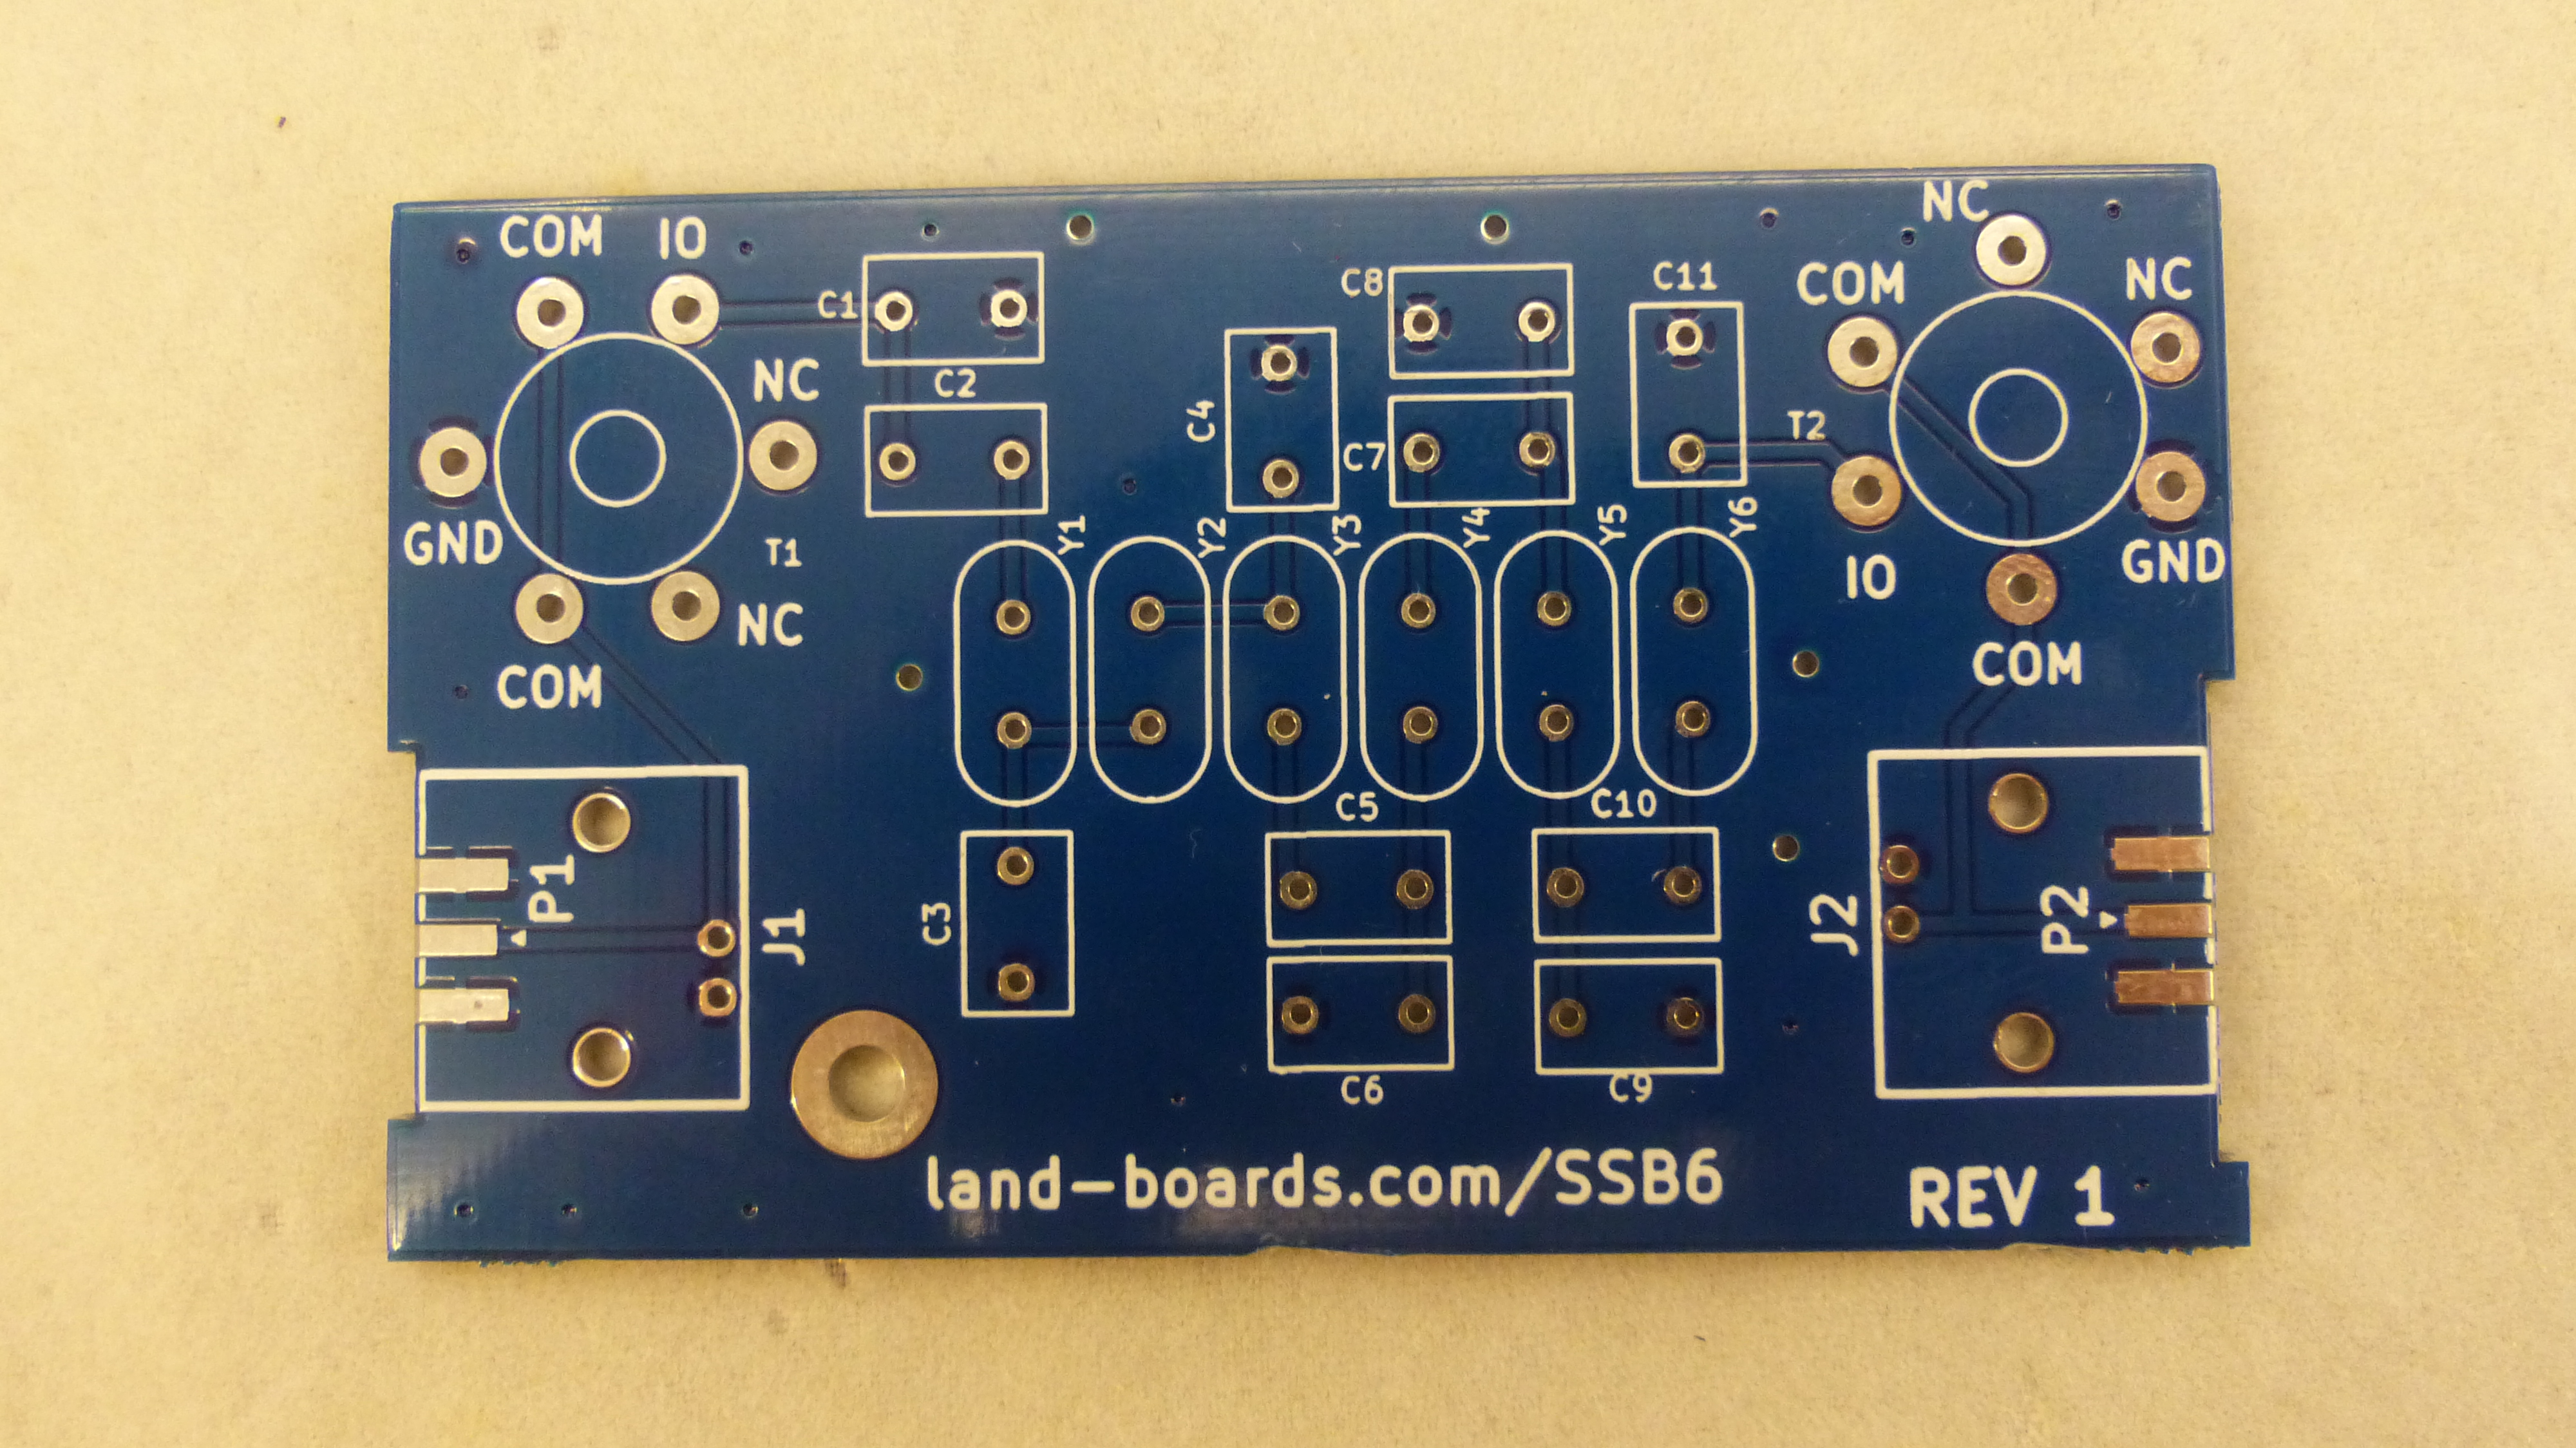 NC
COM IO
COM
NC
C8
C11
C1
NC
C2
C4
T2
C7
GND
T1
Y1
Y2
Y3
Y4
Y5
Y6
IO
GND
NC
COM
COM
C5
C10
P1
J1
C3
J2
P2
C6
C9
land-boards.com/SSB6
REV 1